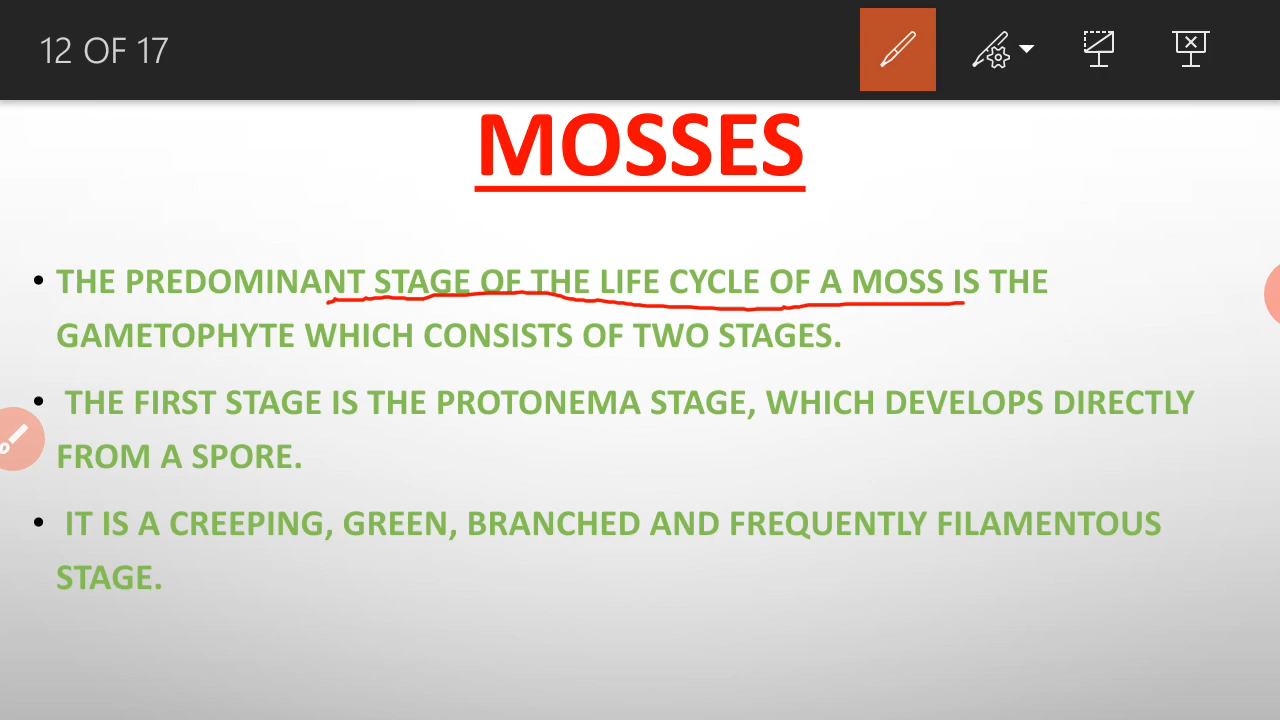 12 OF 17
MOSSES
• THE PREDOMINANT STAGE OF THE LIFE CYCLE OF A MOSS IS THE
GAMETOPHYTE WHICH CONSISTS OF TWO STAGES.
• THE FIRST STAGE IS THE PROTONEMA STAGE, WHICH DEVELOPS DIRECTLY
FROM A SPORE.
• IT IS A CREEPING, GREEN, BRANCHED AND FREQUENTLY FILAMENTOUS
STAGE.